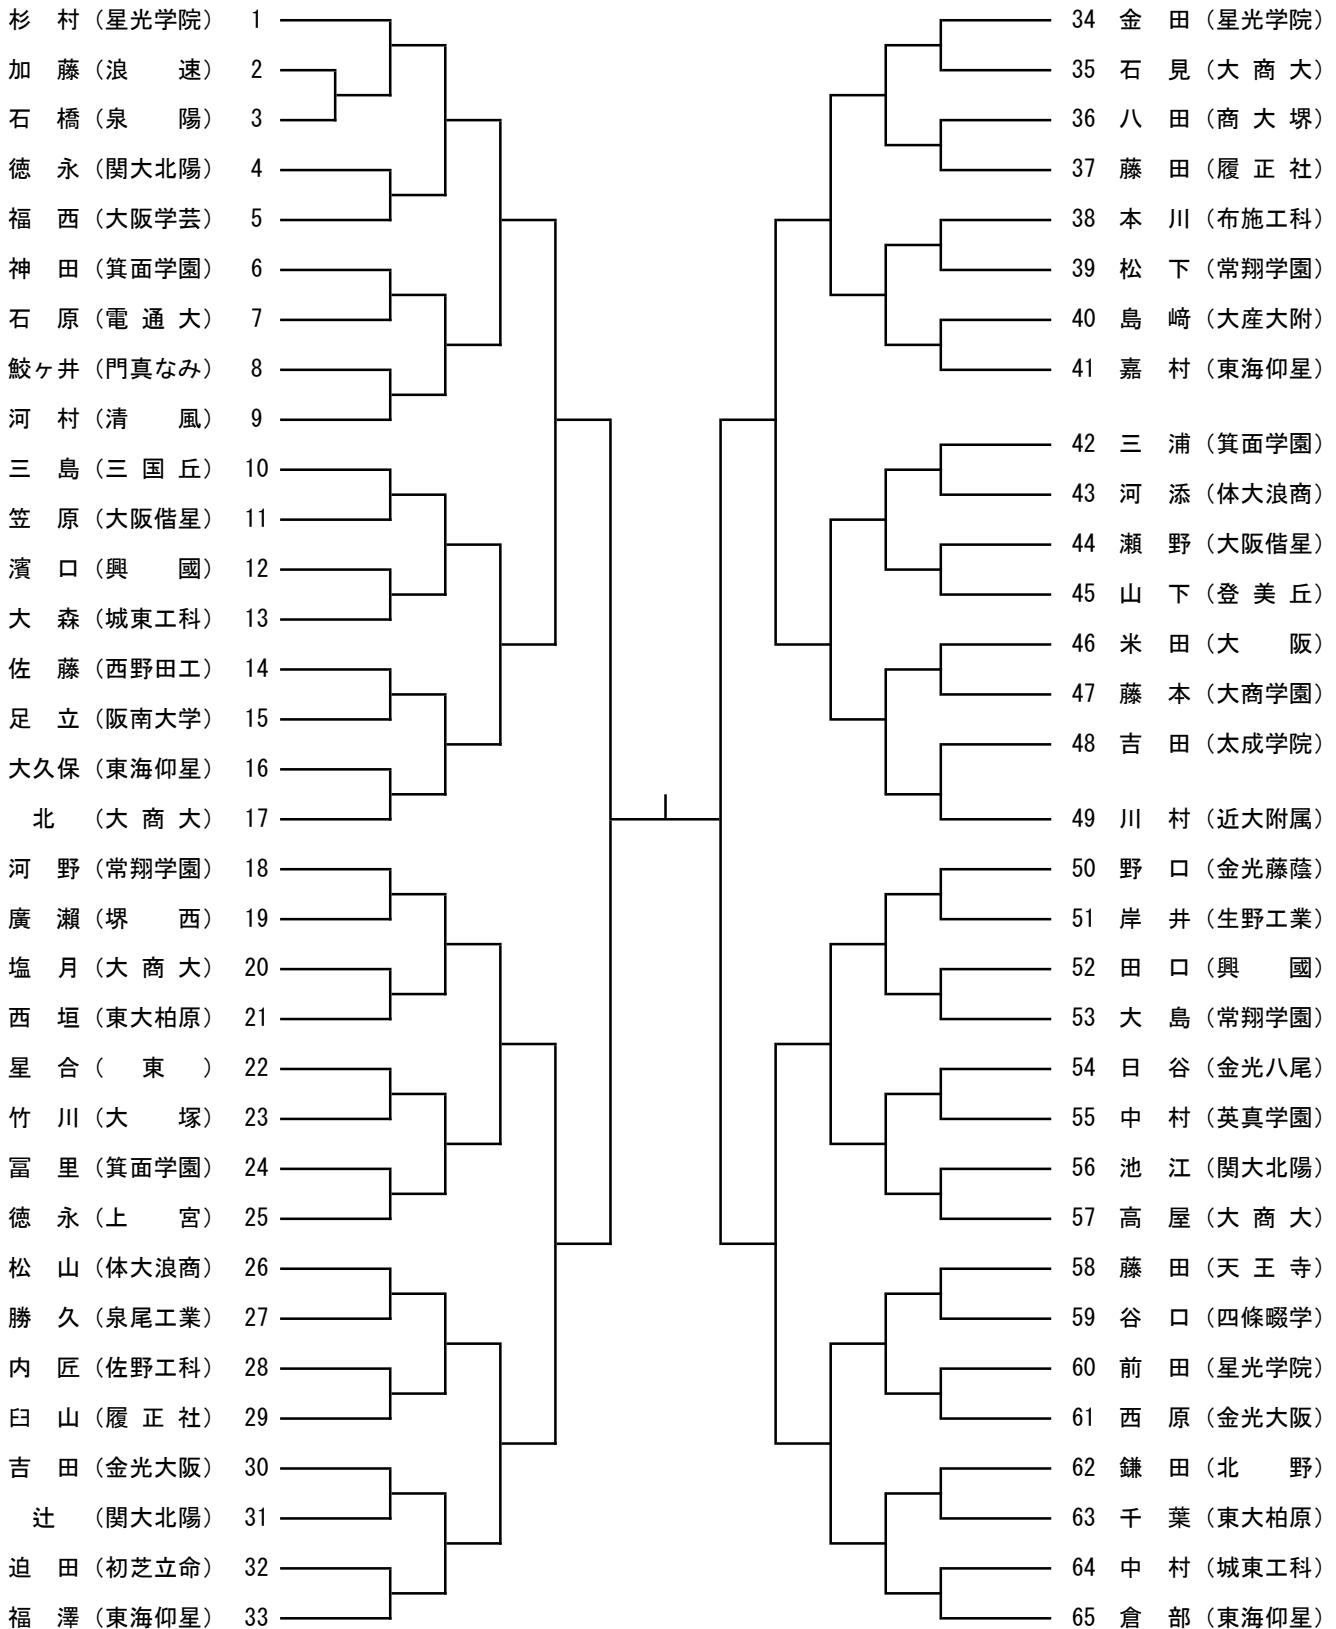 杉　村（星光学院）　1
加　藤（浪　　速）　2
石　橋（泉　　陽）　3
徳　永（関大北陽）　4
福　西（大阪学芸）　5
神　田（箕面学園）　6
石　原（電 通 大）　7
鮫ヶ井（門真なみ）　8
河　村（清　　風）　9
三　島（三 国 丘）　10
笠　原（大阪偕星）　11
濱　口（興　　國）　12
大　森（城東工科）　13
佐　藤（西野田工）　14
足　立（阪南大学）　15
大久保（東海仰星）　16
北　（大 商 大）　17
河　野（常翔学園）　18
廣　瀬（堺　　西）　19
塩　月（大 商 大）　20
西　垣（東大柏原）　21
星　合（　東　）　22
竹　川（大　　塚）　23
冨　里（箕面学園）　24
徳　永（上　　宮）　25
松　山（体大浪商）　26
勝　久（泉尾工業）　27
内　匠（佐野工科）　28
臼　山（履 正 社）　29
吉　田（金光大阪）　30
辻　（関大北陽）　31
迫　田（初芝立命）　32
福　澤（東海仰星）　33
34　金　田（星光学院）
35　石　見（大 商 大）
36　八　田（商 大 堺）
37　藤　田（履 正 社）
38　本　川（布施工科）
39　松　下（常翔学園）
40　島　﨑（大産大附）
41　嘉　村（東海仰星）
42　三　浦（箕面学園）
43　河　添（体大浪商）
44　瀬　野（大阪偕星）
45　山　下（登 美 丘）
46　米　田（大　　阪）
47　藤　本（大商学園）
48　吉　田（太成学院）
49　川　村（近大附属）
50　野　口（金光藤蔭）
51　岸　井（生野工業）
52　田　口（興　　國）
53　大　島（常翔学園）
54　日　谷（金光八尾）
55　中　村（英真学園）
56　池　江（関大北陽）
57　高　屋（大 商 大）
58　藤　田（天 王 寺）
59　谷　口（四條畷学）
60　前　田（星光学院）
61　西　原（金光大阪）
62　鎌　田（北　　野）
63　千　葉（東大柏原）
64　中　村（城東工科）
65　倉　部（東海仰星）